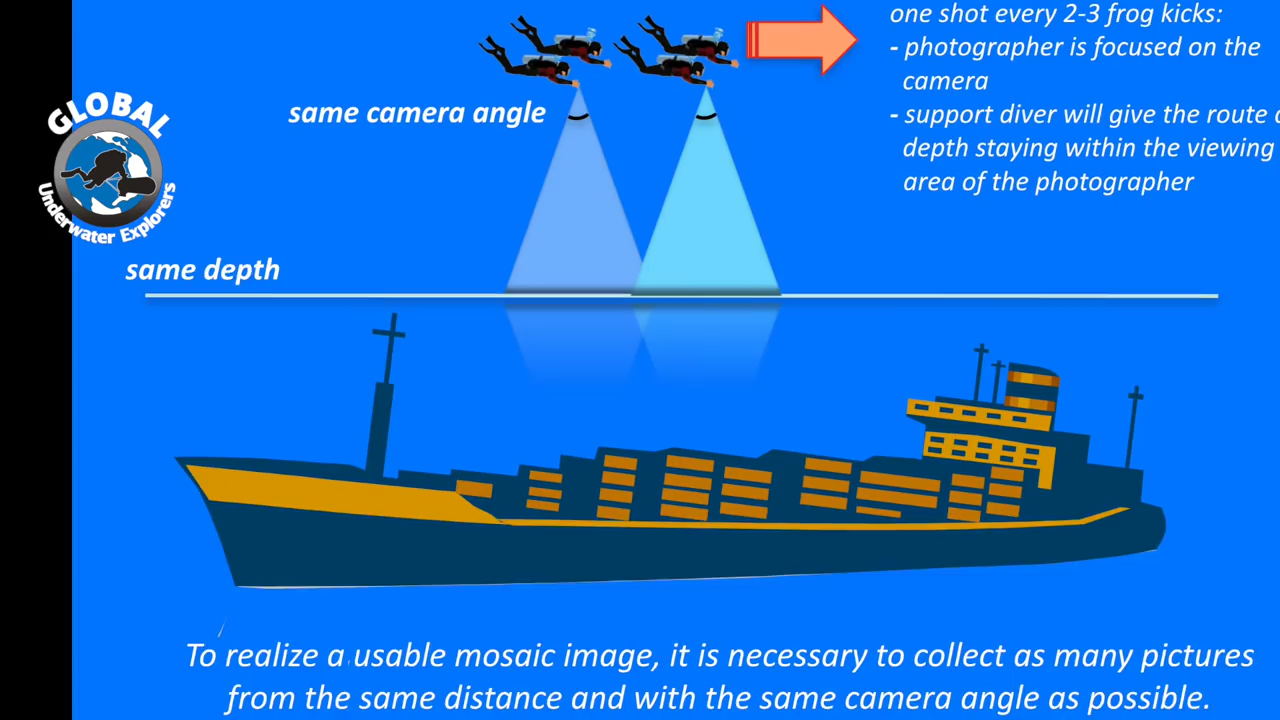 one shot every 2-3 frog kicks:
- photographer is focused on the
camera
- support diver will give the route
depth staying within the viewing
area of the photographer
same camera angle
GLOBAL
Underwater Explorers
same depth
To realize a usable mosaic image, it is necessary to collect as many pictures
from the same distance and with the same camera angle as possible.